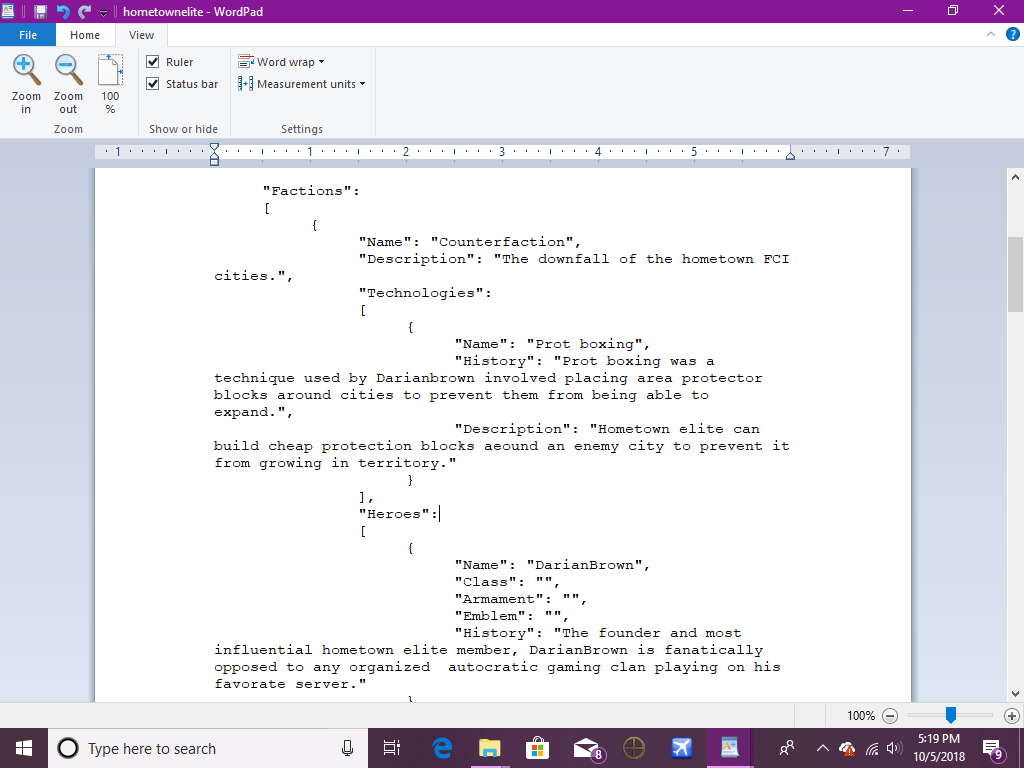 hometownelite - WordPad
File Home View
Zoom in
Zoom out
100 %
Ruler
Status bar
Word wrap
Measurement units
Zoom
Show or hide
Settings
1 1 2 3 4 5 7
"Factions":
[
{
"Name": "Counterfaction",
"Description": "The downfall of the hometown FCI
cities.",
"Technologies":
[
{
"Name": "Prot boxing",
"History": "Prot boxing was a
technique used by Darianbrown involved placing area protector
blocks around cities to prevent them from being able to
expand.",
"Description": "Hometown elite can
build cheap protection blocks aeound an enemy city to prevent it
from growing in territory."
}
],
"Heroes":
[
{
"Name": "DarianBrown",
"Class": "",
"Armament": "",
"Emblem": "",
"History": "The founder and most
influential hometown elite member, DarianBrown is fanatically
opposed to any organized  autocratic gaming clan playing on his
favorate server."
}
100%
Type here to search
8
5:19 PM
10/5/2018
9